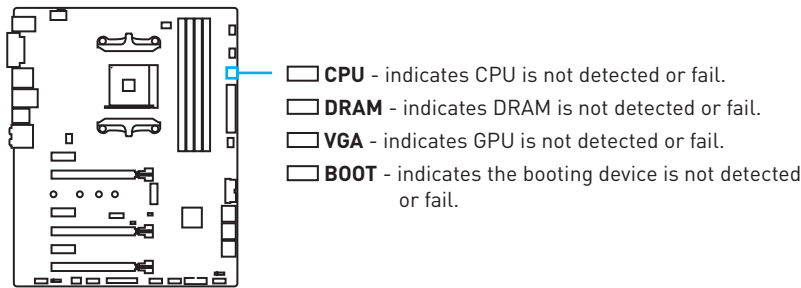 CPU - indicates CPU is not detected or fail.
DRAM - indicates DRAM is not detected or fail.
VGA - indicates GPU is not detected or fail.
BOOT - indicates the booting device is not detected
or fail.